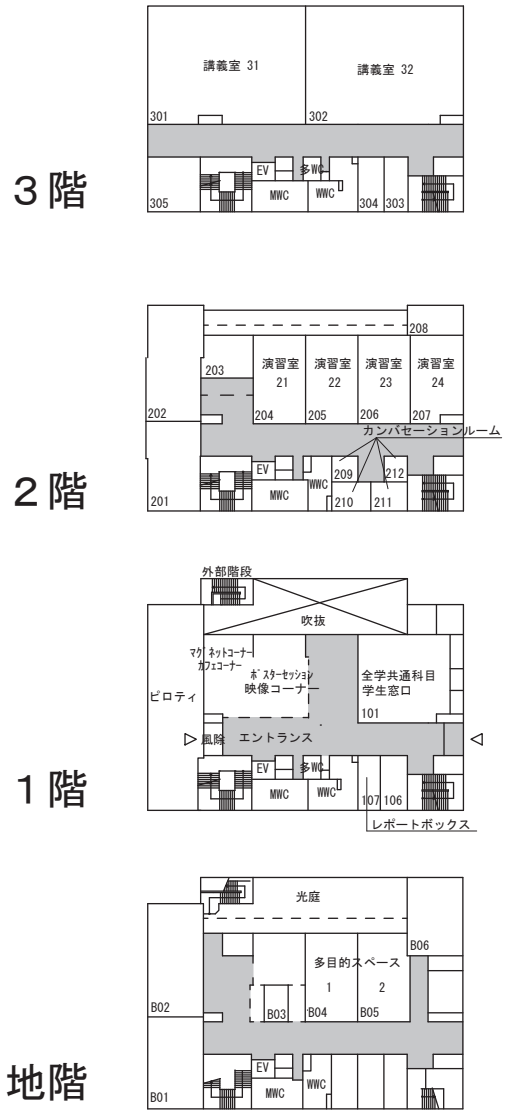 講義室 31
講義室 32
301
302
3階
EV
多WC
MWC
WWC
305
304
303
208
203
演習室
21
演習室
22
演習室
23
演習室
24
202
204
205
206
207
カンバセーションルーム
2階
EV
209
212
MWC
WWC
201
210
211
外部階段
吹抜
マグネットコーナー
カフェコーナー
ポスターセッション
映像コーナー
全学共通科目
学生窓口
ピロティ
101
風除
エントランス
1階
EV
多WC
MWC
WWC
107
106
レポートボックス
光庭
B06
多目的スペース
1
2
B02
B03
B04
B05
地階
EV
MWC
WWC
B01